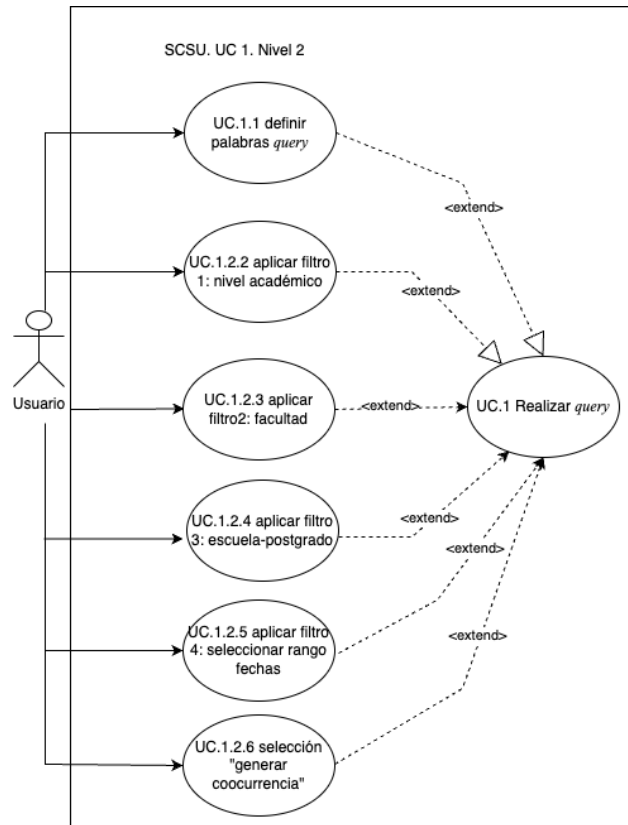 SCSU. UC 1. Nivel 2
UC.1.1 definir
palabras query
<extend>
UC.1.2.2 aplicar filtro
1: nivel académico
<extend>
Usuario
UC.1.2.3 aplicar
filtro2: facultad
<extend>
UC.1 Realizar query
UC.1.2.4 aplicar filtro
3: escuela-postgrado
<extend>
<extend>
UC.1.2.5 aplicar filtro
4: seleccionar rango
fechas
<extend>
UC.1.2.6 selección
"generar
coocurrencia"